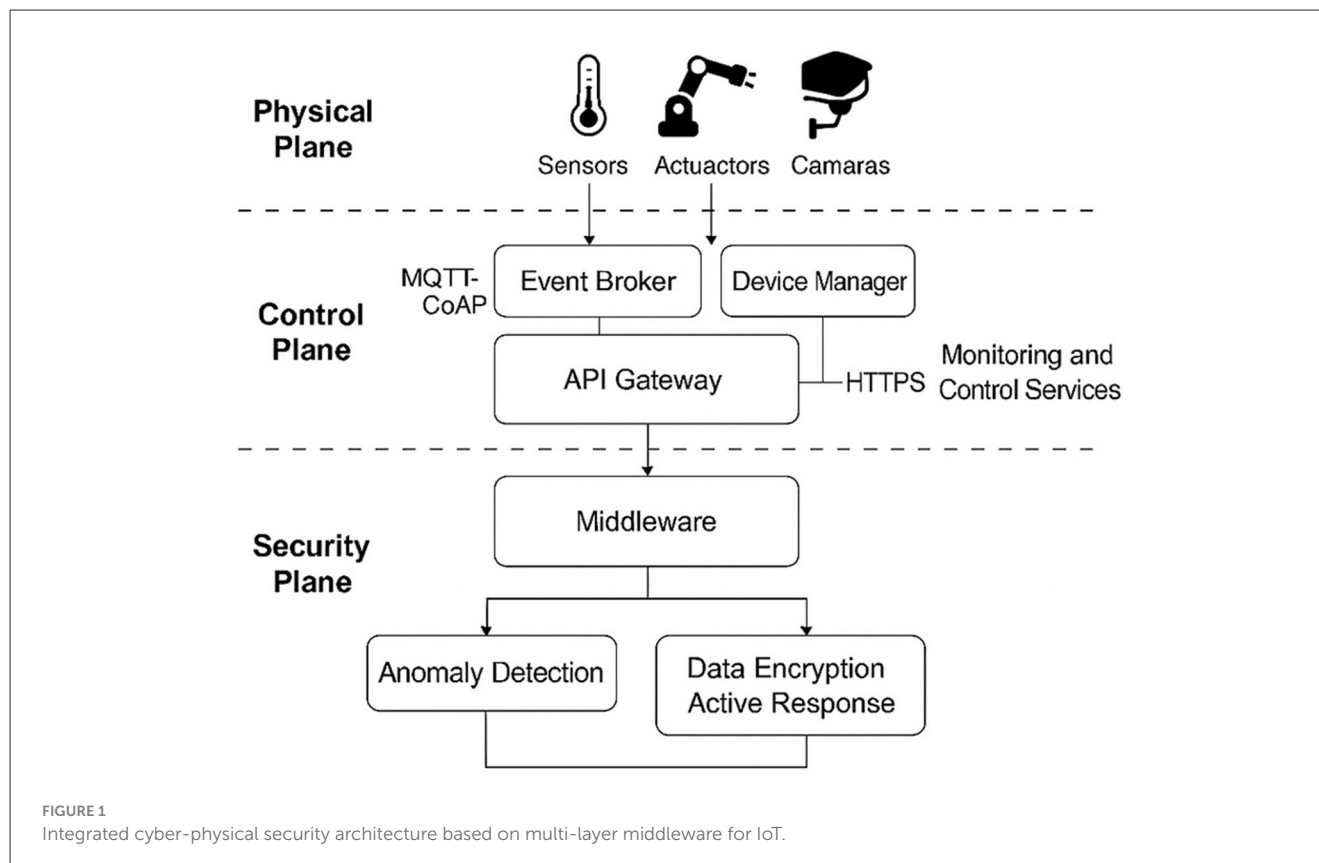 Physical
Plane
Sensors
Actuactors
Camaras
Control
Plane
MQTT-
CoAP
Event Broker
Device Manager
API Gateway
HTTPS
Monitoring and
Control Services
Security
Plane
Middleware
Anomaly Detection
Data Encryption
Active Response
FIGURE 1
Integrated cyber-physical security architecture based on multi-layer middleware for IoT.